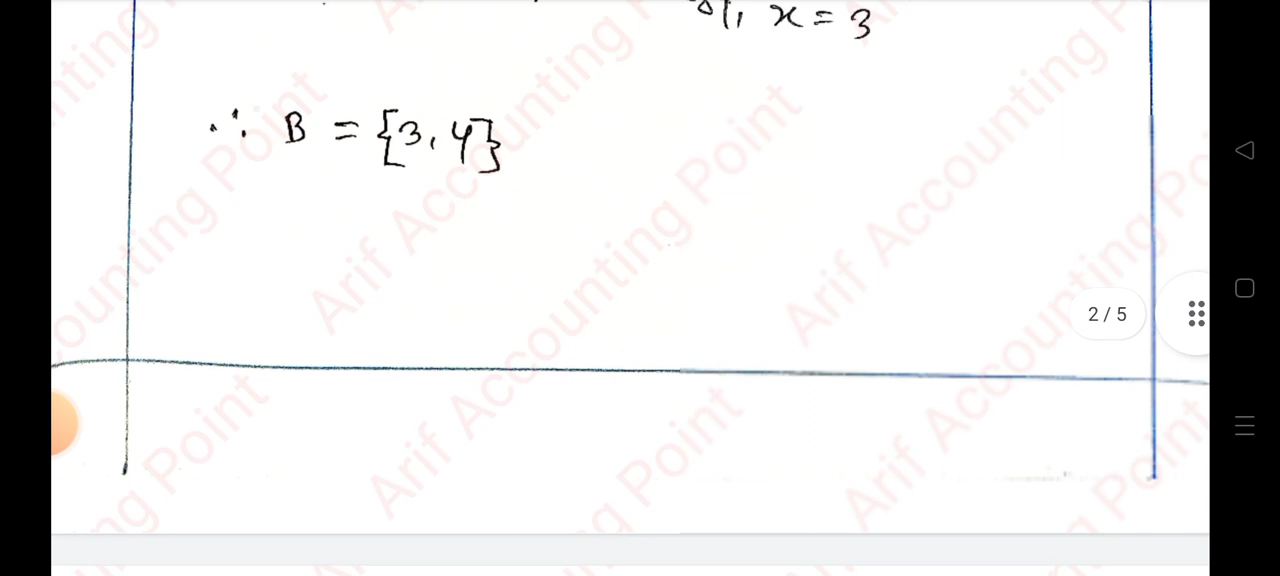 x = 3
∴ B = {3, 4}
2 / 5
Arif Accounting Point